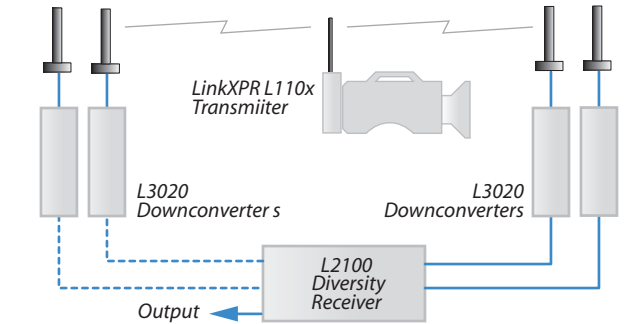 LinkXPR L110x
Transmiiter
L3020
Downconverter s
L3020
Downconverters
L2100
Diversity
Receiver
Output